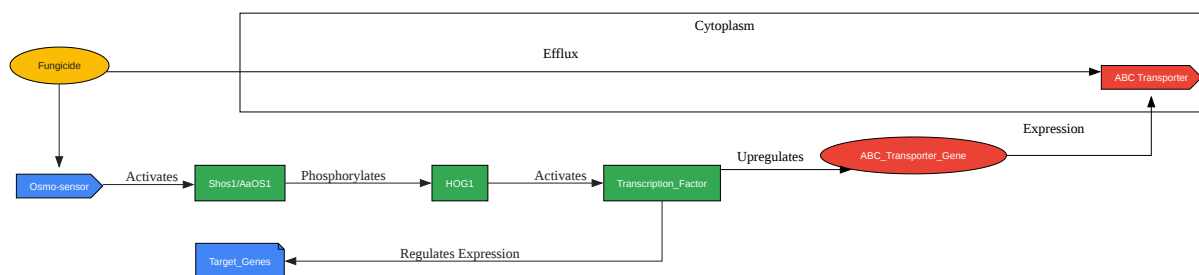 Cytoplasm
Efflux
Fungicide
ABC Transporter
Expression
Upregulates
ABC_Transporter_Gene
Osmo-sensor
Activates
Shos1/AaOS1
Phosphorylates
HOG1
Activates
Transcription_Factor
Target_Genes
Regulates Expression